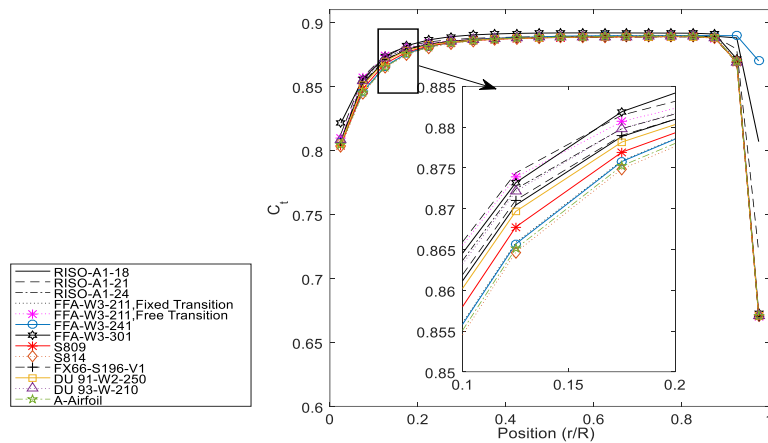 0.9
0.85
0.8
0.75
0.7
0.65
0.6
0
0.2
0.4
0.6
0.8
1
Position (r/R)
Ct
0.885
0.88
0.875
0.87
0.865
0.86
0.855
0.85
0.1
0.15
0.2
RISO-A1-18
RISO-A1-21
RISO-A1-24
FFA-W3-211,Fixed Transition
FFA-W3-211,Free Transition
FFA-W3-241
FFA-W3-301
S809
S814
FX66-S196-V1
DU 91-W2-250
DU 93-W-210
A-Airfoil